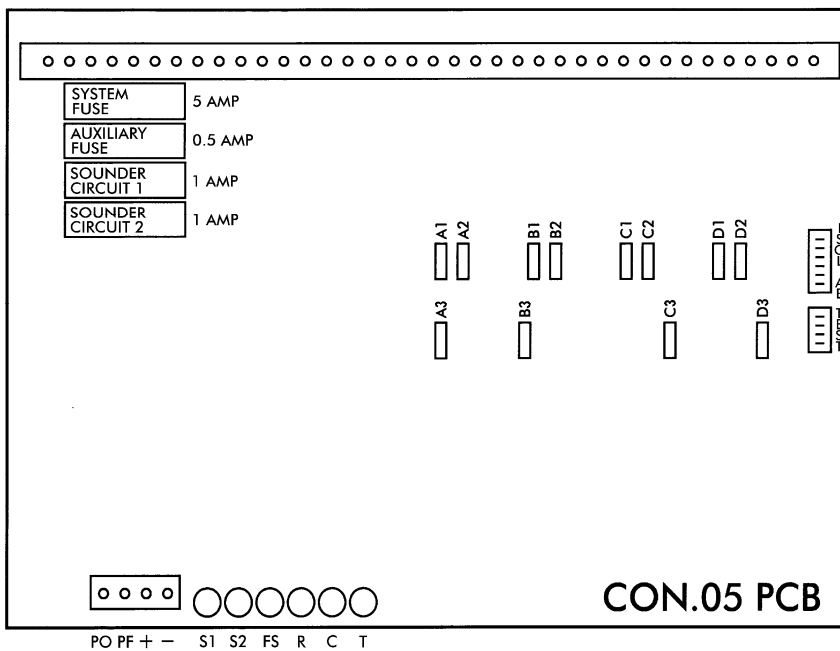 SYSTEM
FUSE
5 AMP
AUXILIARY
FUSE
0.5 AMP
SOUNDER
CIRCUIT 1
1 AMP
SOUNDER
CIRCUIT 2
1 AMP
A1 A2 B1 B2 C1 C2 D1 D2
A3 B3 C3 D3
CON.05 PCB
PO PF + − S1 S2 FS R C T